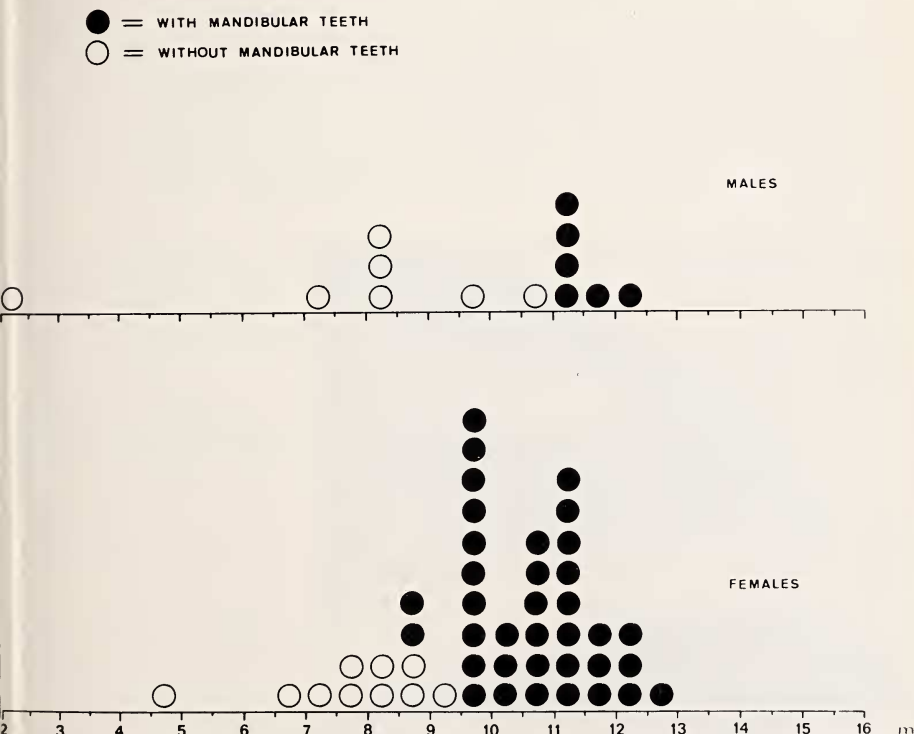 = WITH MANDIBULAR TEETH
= WITHOUT MANDIBULAR TEETH
MALES
FEMALES
2 3 4 5 6 7 8 9 10 11 12 13 14 15 16 m